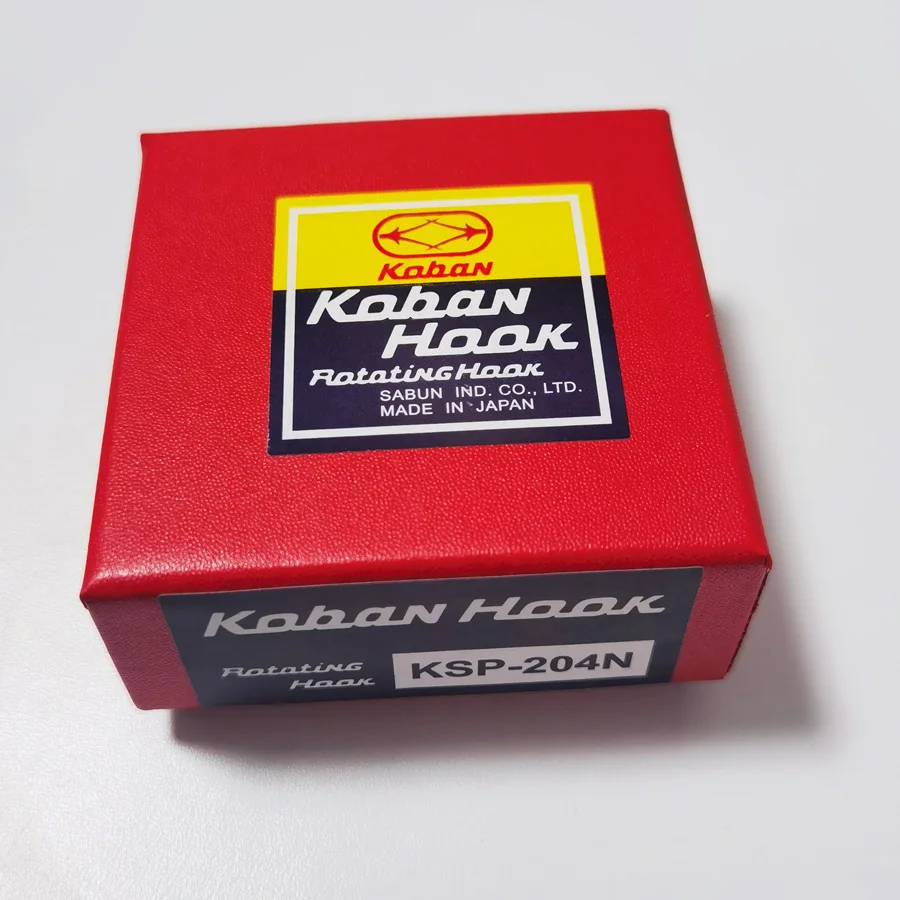 Koban
Koban
Hook
Rotating Hook
SABUN IND. CO., LTD.
MADE IN JAPAN
Koban Hook
Rotating
Hook
KSP-204N